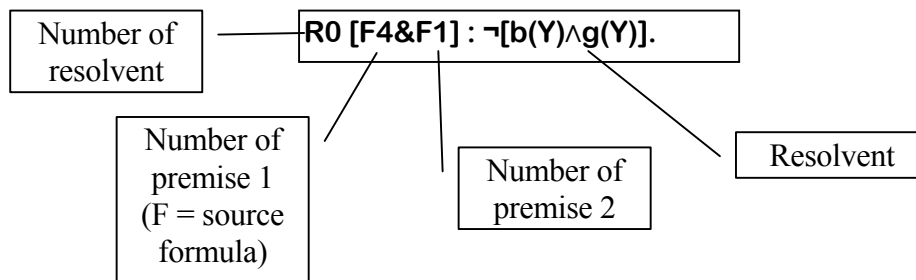 Number of
resolvent
R0 [F4&F1] : ¬[b(Y)∧g(Y)].
Number of
premise 1
(F = source
formula)
Number of
premise 2
Resolvent